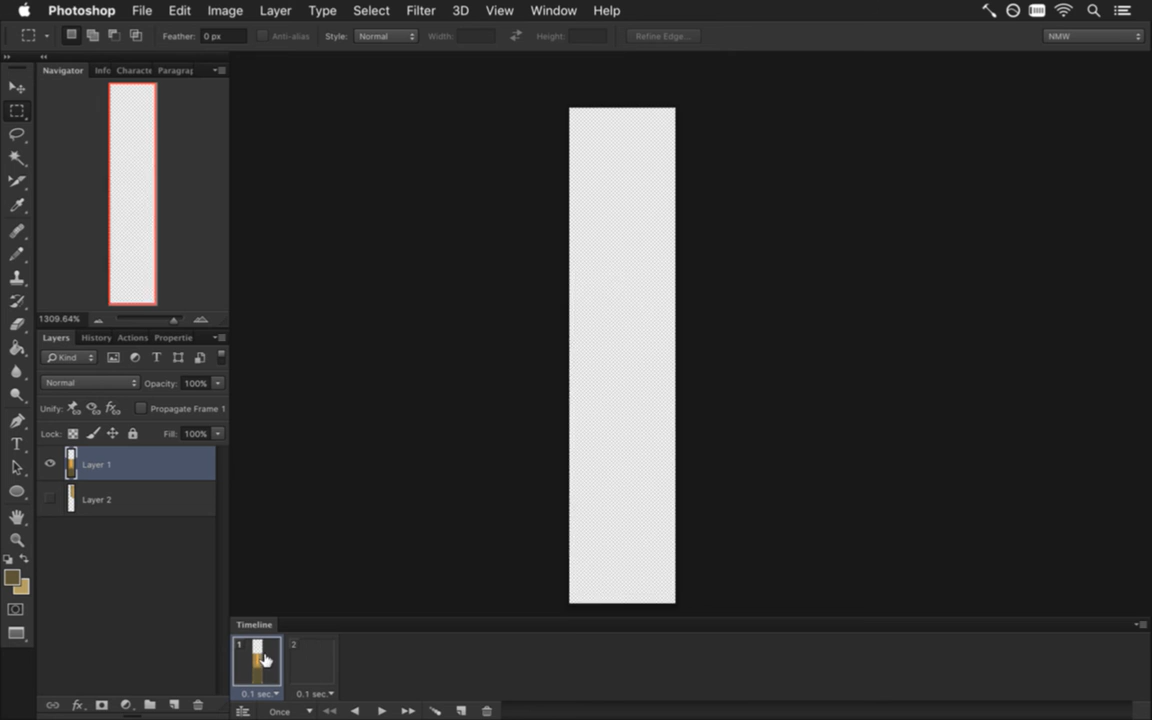 Photoshop File Edit Image Layer Type Select Filter 3D View Window Help
Feather: 0 px Anti-alias Style: Normal Width: Height: Refine Edge... NMW
Navigator Info Characte Paragrap
1309.64%
Layers History Actions Propertie
Kind
Normal Opacity: 100%
Unify: Propagate Frame 1
Lock: Fill: 100%
Layer 1
Layer 2
Timeline
1 2
0.1 sec. 0.1 sec.
Once